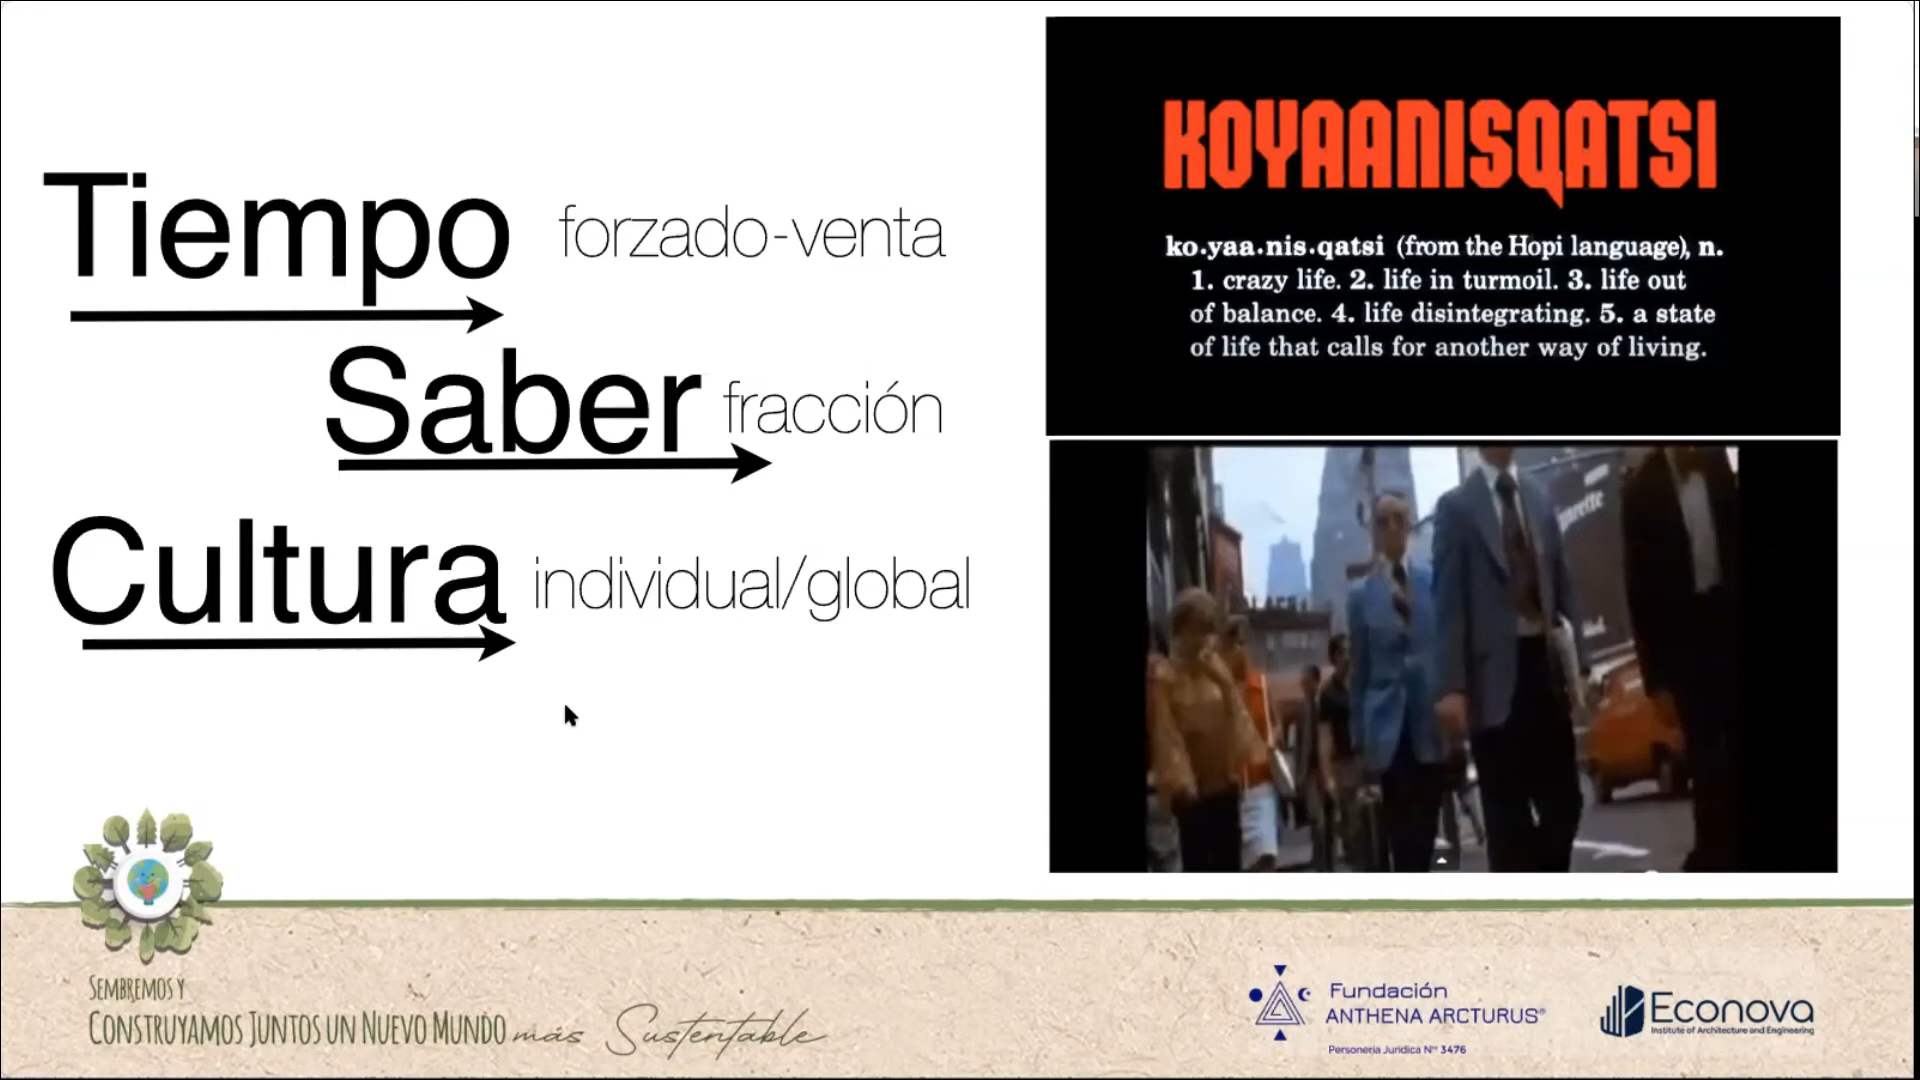 Tiempo forzado-venta
Saber fracción
Cultura individual/global
KOYAANISQATSI
ko.yaa.nis.qatsi (from the Hopi language), n.
1. crazy life. 2. life in turmoil. 3. life out
of balance. 4. life disintegrating. 5. a state
of life that calls for another way of living.
SEMBREMOS Y
CONSTRUYAMOS JUNTOS UN NUEVO MUNDO más Sustentable
Fundación
ANTHENA ARCTURUS®
Personería Jurídica Nro 3476
Econova
Institute of Architecture and Engineering